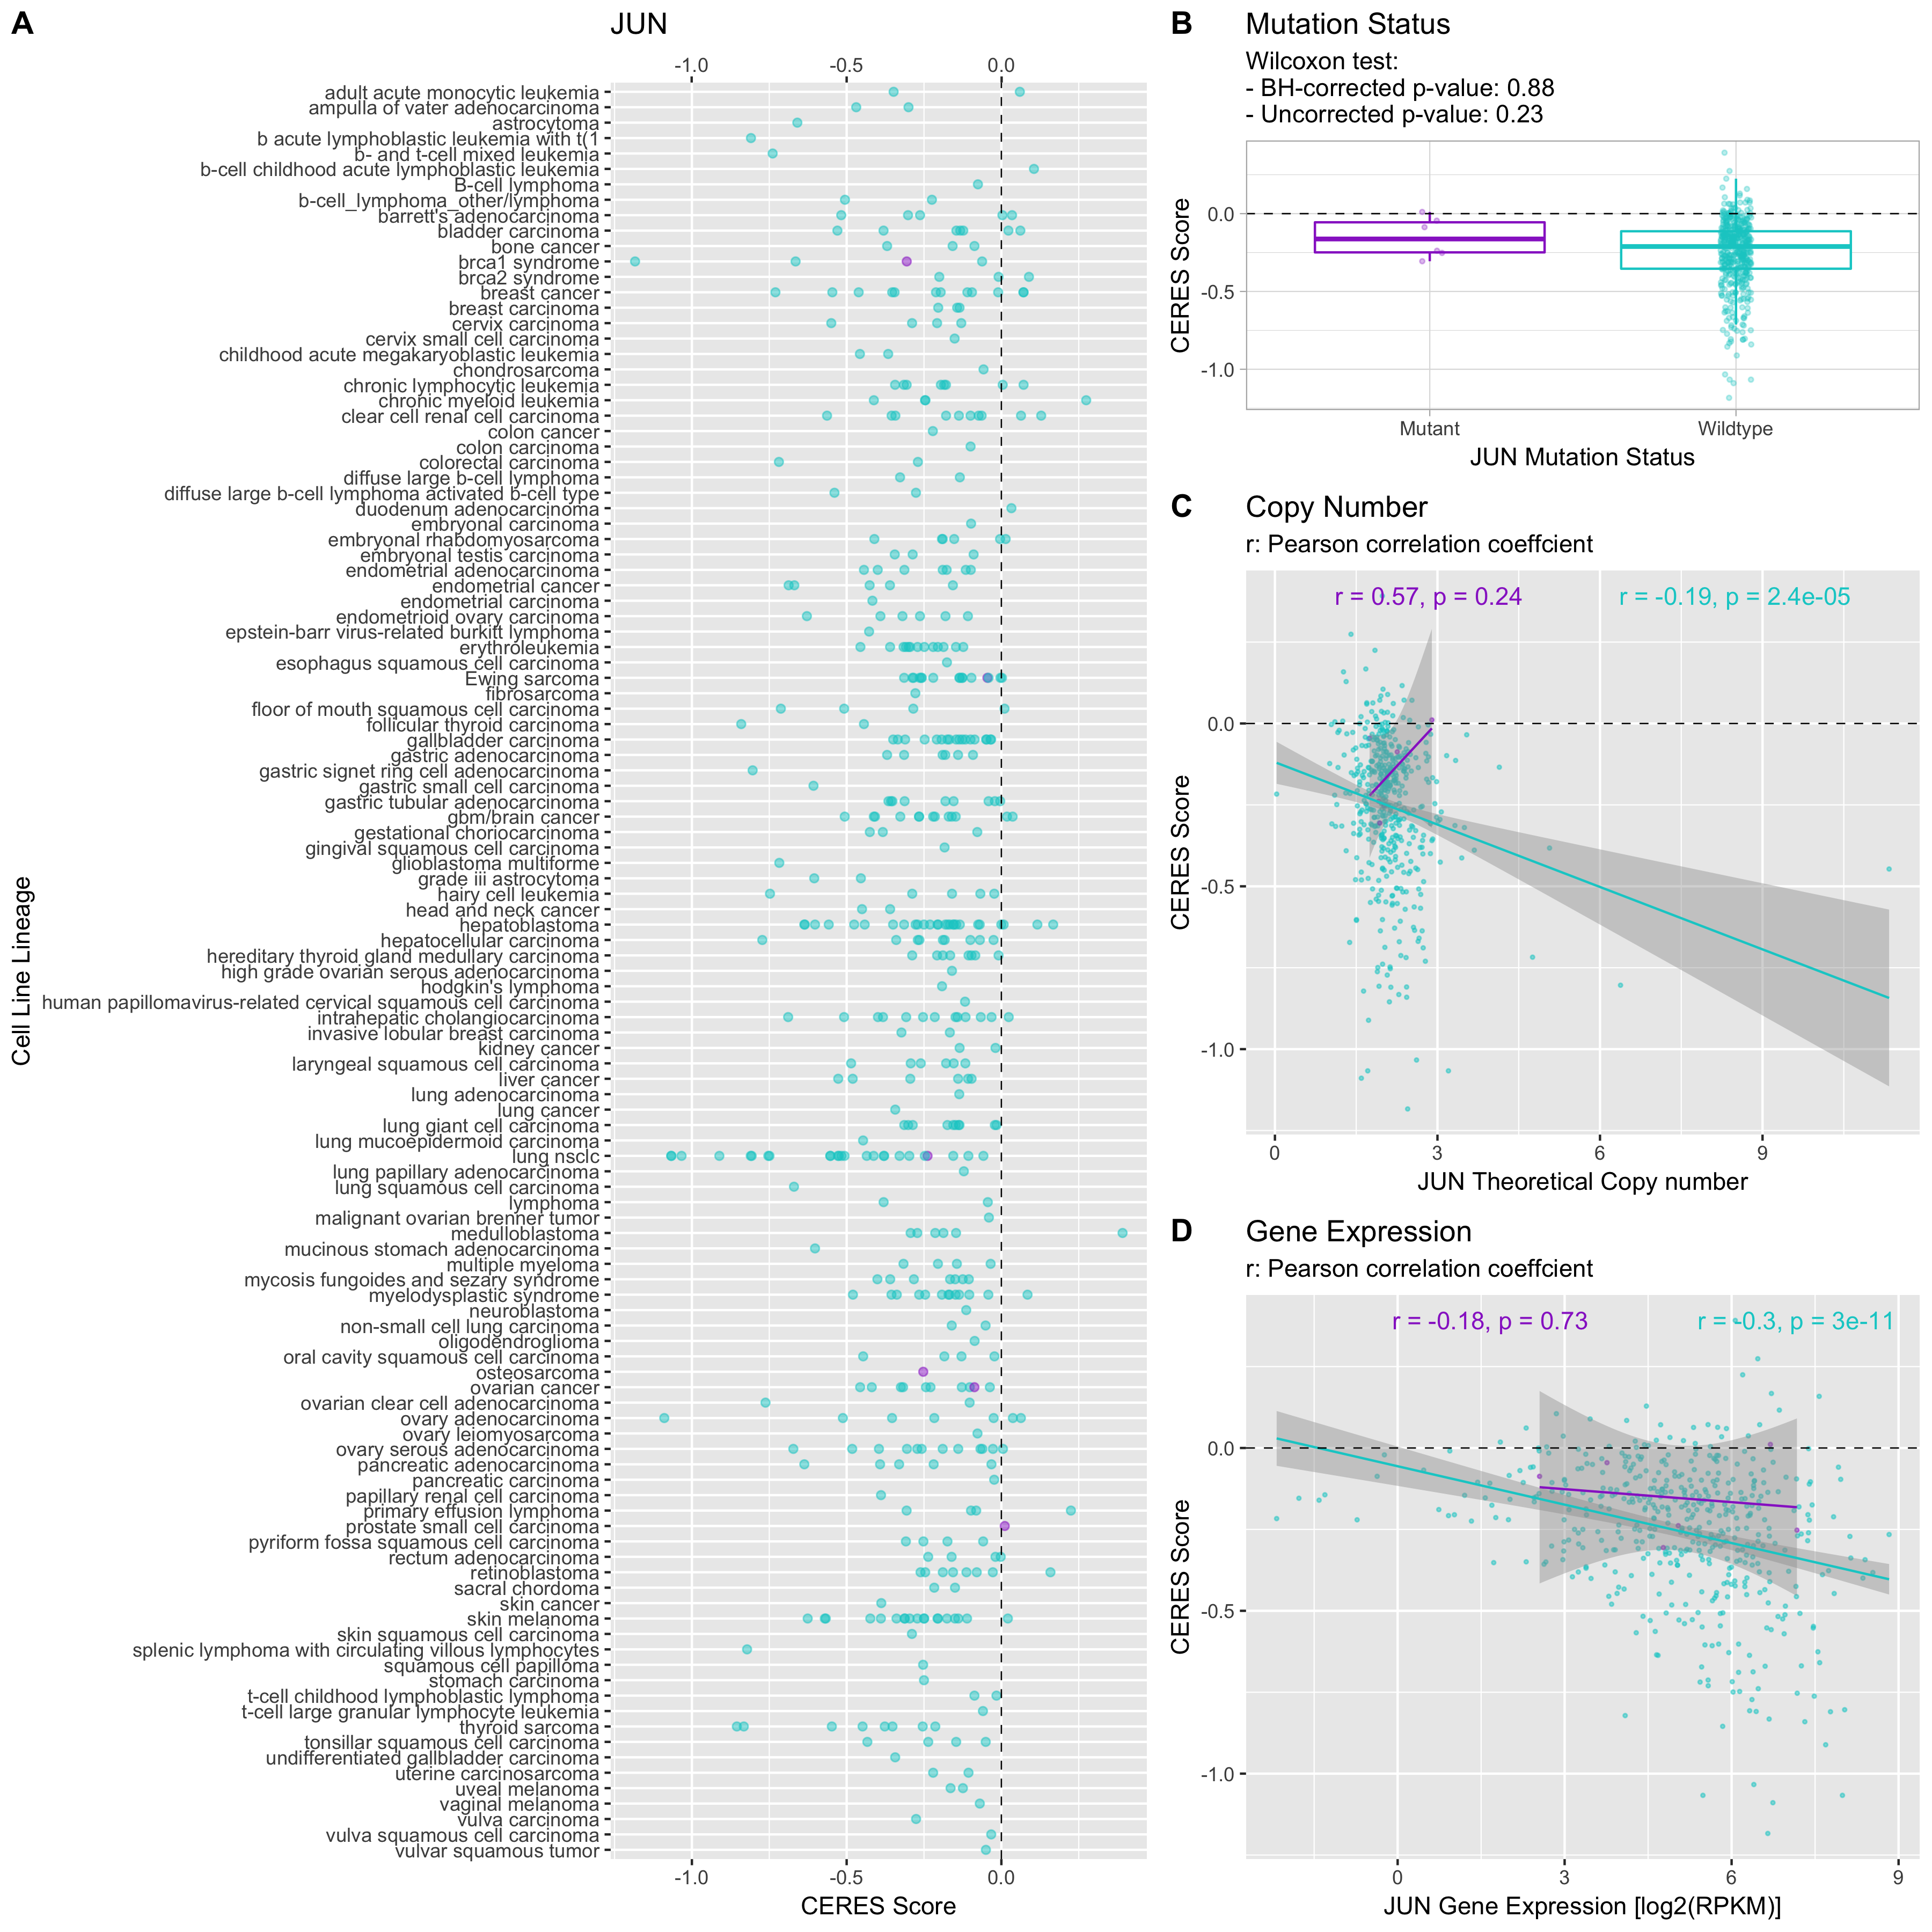 A
JUN
-1.0 -0.5 0.0
Cell Line Lineage
adult acute monocytic leukemia
ampulla of vater adenocarcinoma
astrocytoma
b acute lymphoblastic leukemia with t(1
b- and t-cell mixed leukemia
b-cell childhood acute lymphoblastic leukemia
B-cell lymphoma
b-cell_lymphoma_other/lymphoma
barrett's adenocarcinoma
bladder carcinoma
bone cancer
brca1 syndrome
brca2 syndrome
breast cancer
breast carcinoma
cervix carcinoma
cervix small cell carcinoma
childhood acute megakaryoblastic leukemia
chondrosarcoma
chronic lymphocytic leukemia
chronic myeloid leukemia
clear cell renal cell carcinoma
colon cancer
colon carcinoma
colorectal carcinoma
diffuse large b-cell lymphoma
diffuse large b-cell lymphoma activated b-cell type
duodenum adenocarcinoma
embryonal carcinoma
embryonal rhabdomyosarcoma
embryonal testis carcinoma
endometrial adenocarcinoma
endometrial cancer
endometrial carcinoma
endometrioid ovary carcinoma
epstein-barr virus-related burkitt lymphoma
erythroleukemia
esophagus squamous cell carcinoma
Ewing sarcoma
fibrosarcoma
floor of mouth squamous cell carcinoma
follicular thyroid carcinoma
gallbladder carcinoma
gastric adenocarcinoma
gastric signet ring cell adenocarcinoma
gastric small cell carcinoma
gastric tubular adenocarcinoma
gbm/brain cancer
gestational choriocarcinoma
gingival squamous cell carcinoma
glioblastoma multiforme
grade iii astrocytoma
hairy cell leukemia
head and neck cancer
hepatoblastoma
hepatocellular carcinoma
hereditary thyroid gland medullary carcinoma
high grade ovarian serous adenocarcinoma
hodgkin's lymphoma
human papillomavirus-related cervical squamous cell carcinoma
intrahepatic cholangiocarcinoma
invasive lobular breast carcinoma
kidney cancer
laryngeal squamous cell carcinoma
liver cancer
lung adenocarcinoma
lung cancer
lung giant cell carcinoma
lung mucoepidermoid carcinoma
lung nsclc
lung papillary adenocarcinoma
lung squamous cell carcinoma
lymphoma
malignant ovarian brenner tumor
medulloblastoma
mucinous stomach adenocarcinoma
multiple myeloma
mycosis fungoides and sezary syndrome
myelodysplastic syndrome
neuroblastoma
non-small cell lung carcinoma
oligodendroglioma
oral cavity squamous cell carcinoma
osteosarcoma
ovarian cancer
ovarian clear cell adenocarcinoma
ovary adenocarcinoma
ovary leiomyosarcoma
ovary serous adenocarcinoma
pancreatic adenocarcinoma
pancreatic carcinoma
papillary renal cell carcinoma
primary effusion lymphoma
prostate small cell carcinoma
pyriform fossa squamous cell carcinoma
rectum adenocarcinoma
retinoblastoma
sacral chordoma
skin cancer
skin melanoma
skin squamous cell carcinoma
splenic lymphoma with circulating villous lymphocytes
squamous cell papilloma
stomach carcinoma
t-cell childhood lymphoblastic lymphoma
t-cell large granular lymphocyte leukemia
thyroid sarcoma
tonsillar squamous cell carcinoma
undifferentiated gallbladder carcinoma
uterine carcinosarcoma
uveal melanoma
vaginal melanoma
vulva carcinoma
vulva squamous cell carcinoma
vulvar squamous tumor
-1.0 -0.5 0.0
CERES Score
B
Mutation Status
Wilcoxon test:
- BH-corrected p-value: 0.88
- Uncorrected p-value: 0.23
CERES Score
0.0
-0.5
-1.0
Mutant Wildtype
JUN Mutation Status
C
Copy Number
r: Pearson correlation coeffcient
r = 0.57, p = 0.24 r = -0.19, p = 2.4e-05
CERES Score
0.0
-0.5
-1.0
0 3 6 9
JUN Theoretical Copy number
D
Gene Expression
r: Pearson correlation coeffcient
r = -0.18, p = 0.73 r = -0.3, p = 3e-11
CERES Score
0.0
-0.5
-1.0
0 3 6 9
JUN Gene Expression [log2(RPKM)]